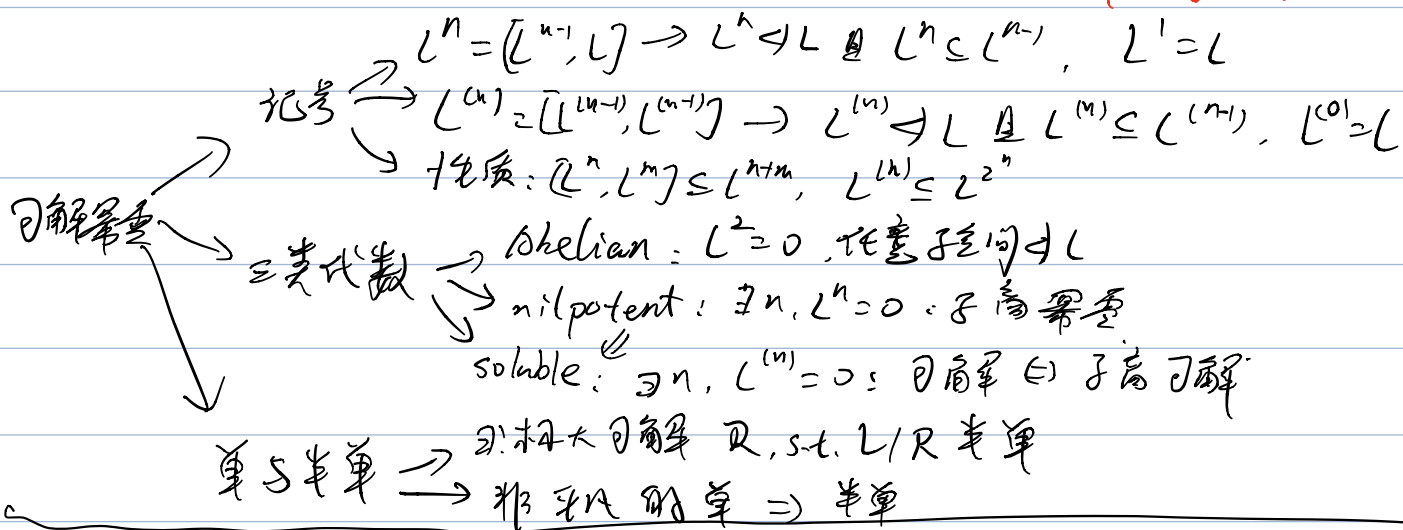 L^n = [L^{n-1}, L] → L^n ◁ L 且 L^n ⊆ L^{n-1}, L^1 = L
记号
L^{(n)} = [L^{(n-1)}, L^{(n-1)}] → L^{(n)} ◁ L 且 L^{(n)} ⊆ L^{(n-1)}, L^{(0)} = L
性质: [L^n, L^m] ⊆ L^{n+m}, L^{(n)} ⊆ L^{2^n}
可解幂零
三类代数
Abelian: L^2 = 0, 任意子空间 ◁ L
nilpotent: ∃n, L^n = 0: 子商幂零
soluble: ∃n, L^{(n)} = 0: 可解 ⇔ 子商可解
单与半单
∃! 极大可解 R, s.t. L/R 半单
非平凡的单 ⇒ 半单